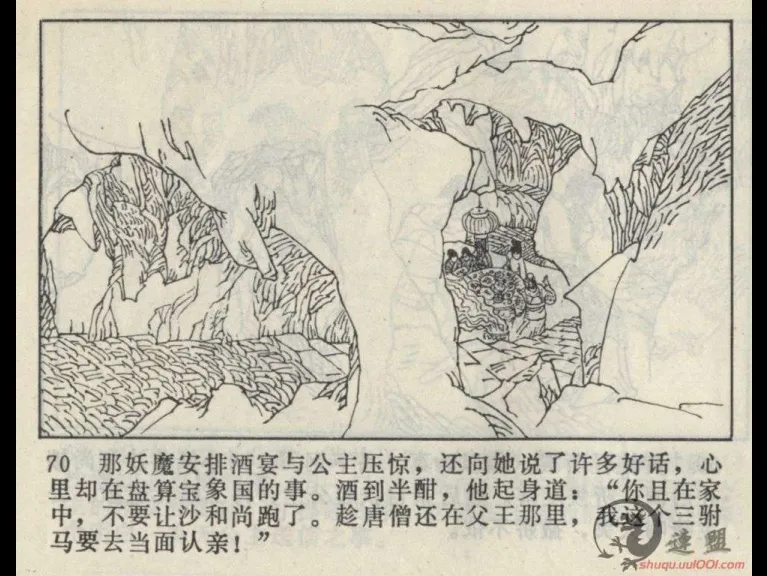 70 那妖魔安排酒宴与公主压惊，还向她说了许多好话，心
里却在盘算宝象国的事。酒到半酣，他起身道：“你且在家
中，不要让沙和尚跑了。趁唐僧还在父王那里，我这个三驸
马要去当面认亲！”
連盟
shuqu.uul001.com